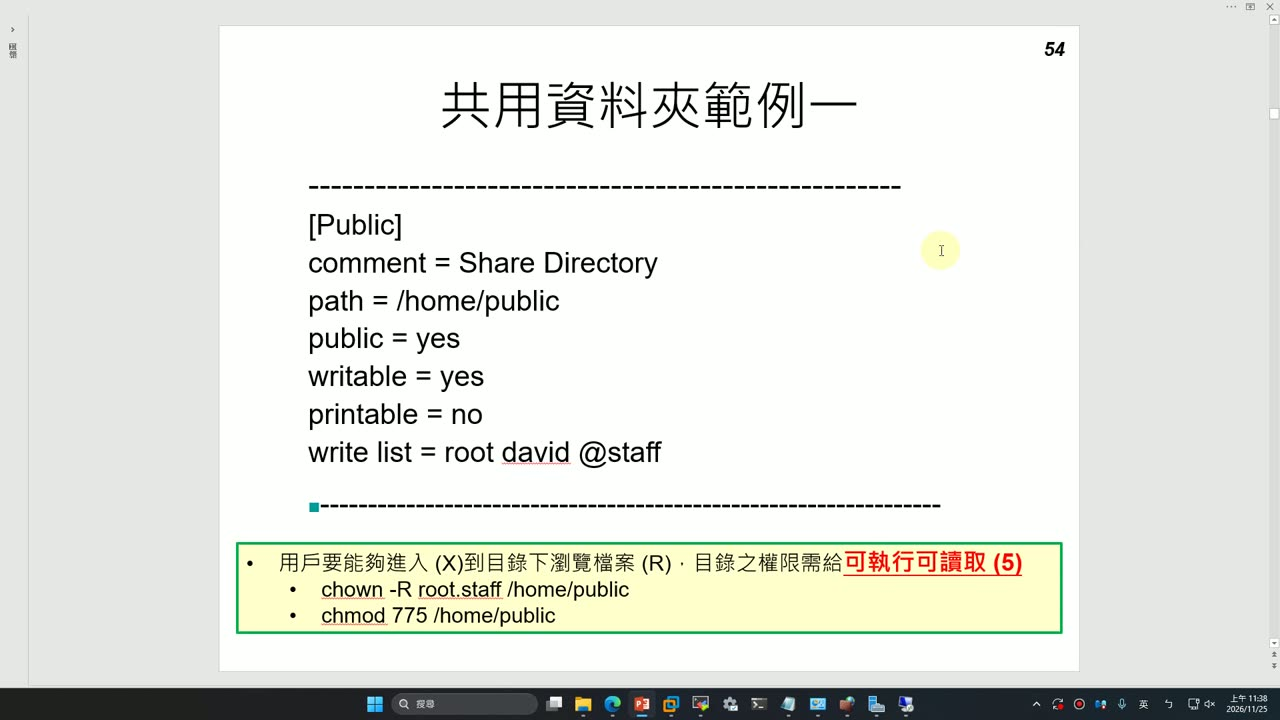 54
共用資料夾範例一
-----------------------------------------------------
[Public]
comment = Share Directory
path = /home/public
public = yes
writable = yes
printable = no
write list = root david @staff
----------------------------------------------------------------
• 用戶要能夠進入 (X)到目錄下瀏覽檔案 (R)，目錄之權限需給可執行可讀取 (5)
• chown -R root.staff /home/public
• chmod 775 /home/public
搜尋
英
上午 11:38
2026/11/25